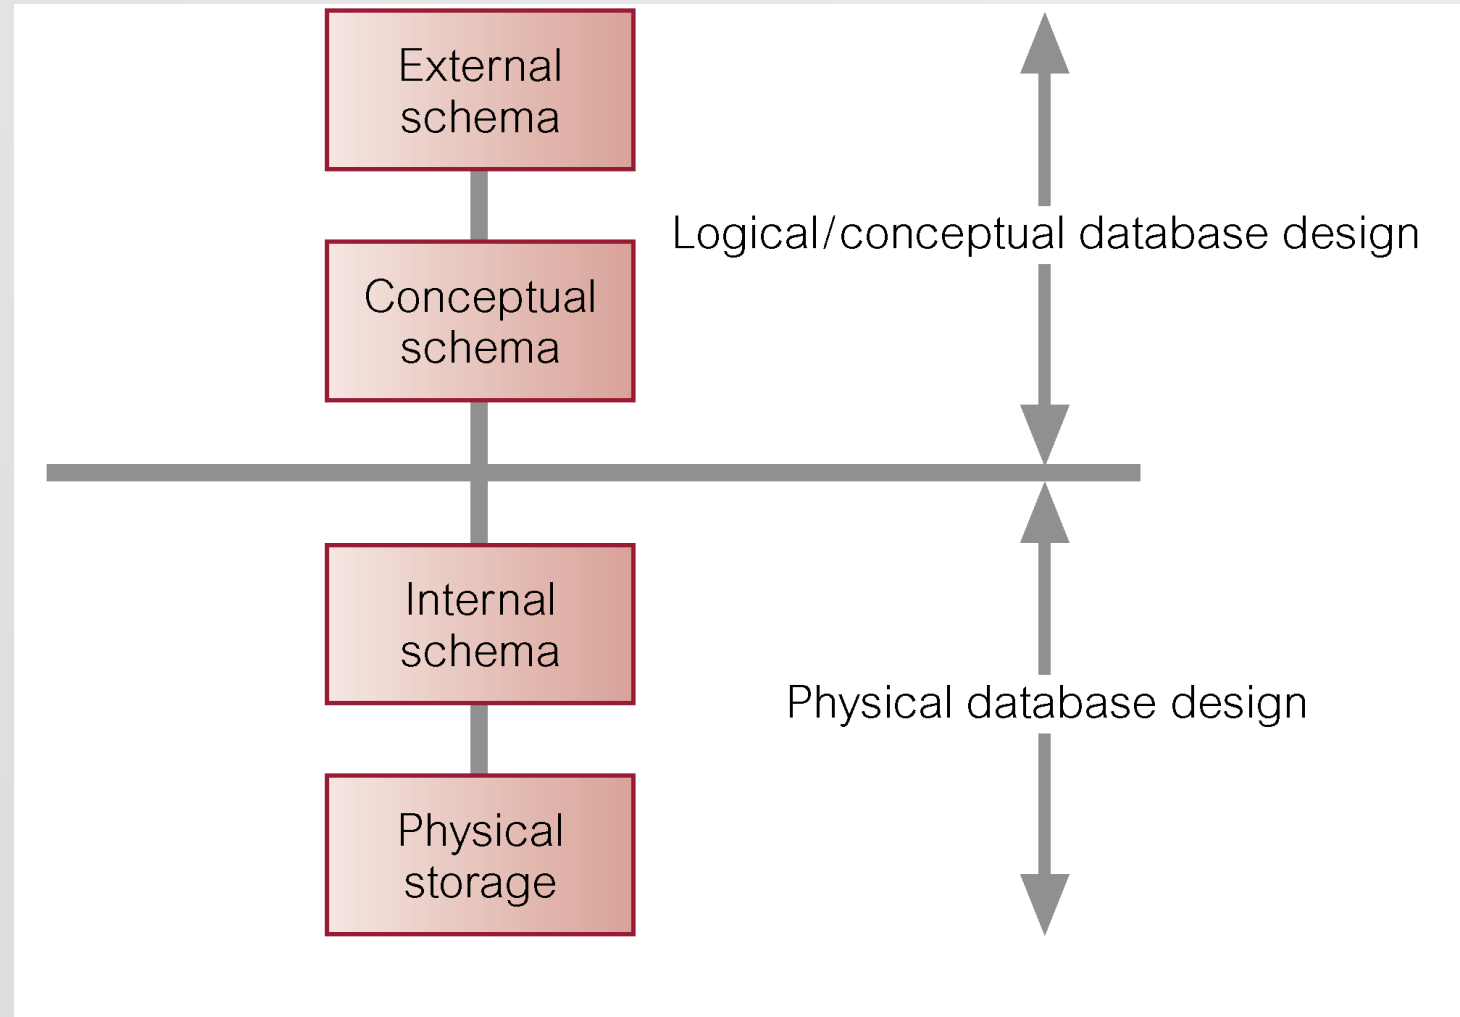 External
schema
Logical/conceptual database design
Conceptual
schema
Internal
schema
Physical database design
Physical
storage